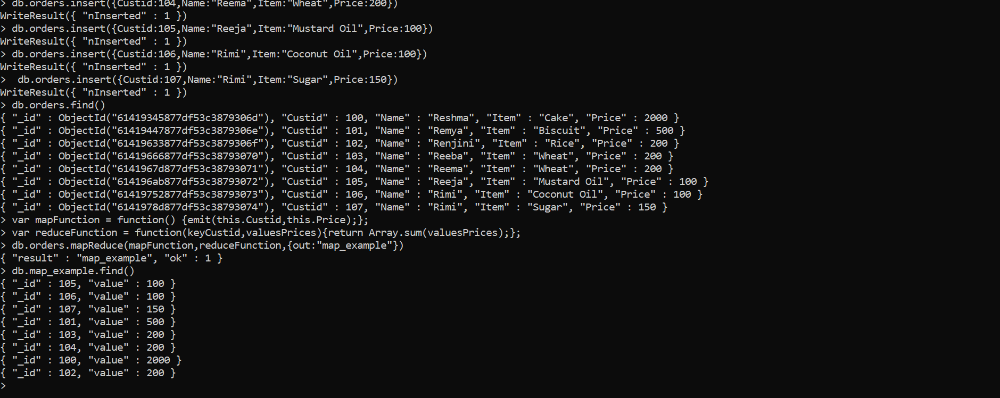 > db.orders.insert({Custid:104,Name:"Reema",Item:"Wheat",Price:200})
WriteResult({ "nInserted" : 1 })
> db.orders.insert({Custid:105,Name:"Reeja",Item:"Mustard Oil",Price:100})
WriteResult({ "nInserted" : 1 })
> db.orders.insert({Custid:106,Name:"Rimi",Item:"Coconut Oil",Price:100})
WriteResult({ "nInserted" : 1 })
>  db.orders.insert({Custid:107,Name:"Rimi",Item:"Sugar",Price:150})
WriteResult({ "nInserted" : 1 })
> db.orders.find()
{ "_id" : ObjectId("61419345877df53c3879306d"), "Custid" : 100, "Name" : "Reshma", "Item" : "Cake", "Price" : 2000 }
{ "_id" : ObjectId("61419447877df53c3879306e"), "Custid" : 101, "Name" : "Remya", "Item" : "Biscuit", "Price" : 500 }
{ "_id" : ObjectId("61419633877df53c3879306f"), "Custid" : 102, "Name" : "Renjini", "Item" : "Rice", "Price" : 200 }
{ "_id" : ObjectId("61419666877df53c38793070"), "Custid" : 103, "Name" : "Reeba", "Item" : "Wheat", "Price" : 200 }
{ "_id" : ObjectId("6141967d877df53c38793071"), "Custid" : 104, "Name" : "Reema", "Item" : "Wheat", "Price" : 200 }
{ "_id" : ObjectId("614196ab877df53c38793072"), "Custid" : 105, "Name" : "Reeja", "Item" : "Mustard Oil", "Price" : 100 }
{ "_id" : ObjectId("61419752877df53c38793073"), "Custid" : 106, "Name" : "Rimi", "Item" : "Coconut Oil", "Price" : 100 }
{ "_id" : ObjectId("6141978d877df53c38793074"), "Custid" : 107, "Name" : "Rimi", "Item" : "Sugar", "Price" : 150 }
> var mapFunction = function() {emit(this.Custid,this.Price);};
> var reduceFunction = function(keyCustid,valuesPrices){return Array.sum(valuesPrices);};
> db.orders.mapReduce(mapFunction,reduceFunction,{out:"map_example"})
{ "result" : "map_example", "ok" : 1 }
> db.map_example.find()
{ "_id" : 105, "value" : 100 }
{ "_id" : 106, "value" : 100 }
{ "_id" : 107, "value" : 150 }
{ "_id" : 101, "value" : 500 }
{ "_id" : 103, "value" : 200 }
{ "_id" : 104, "value" : 200 }
{ "_id" : 100, "value" : 2000 }
{ "_id" : 102, "value" : 200 }
>